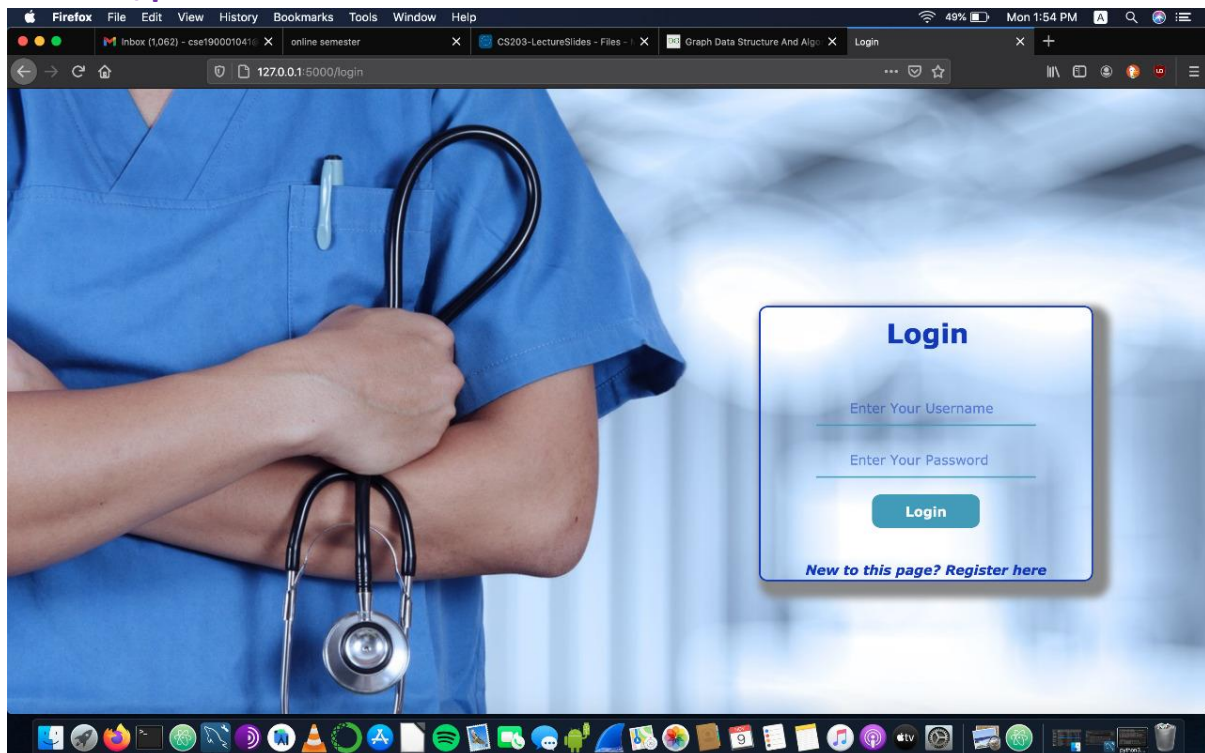 Firefox File Edit View History Bookmarks Tools Window Help 49% Mon 1:54 PM A
Inbox (1,062) - cse190001041@ online semester CS203-LectureSlides - Files - Graph Data Structure And Algo Login
127.0.0.1:5000/login
Login
Enter Your Username
Enter Your Password
Login
New to this page? Register here
9
tv